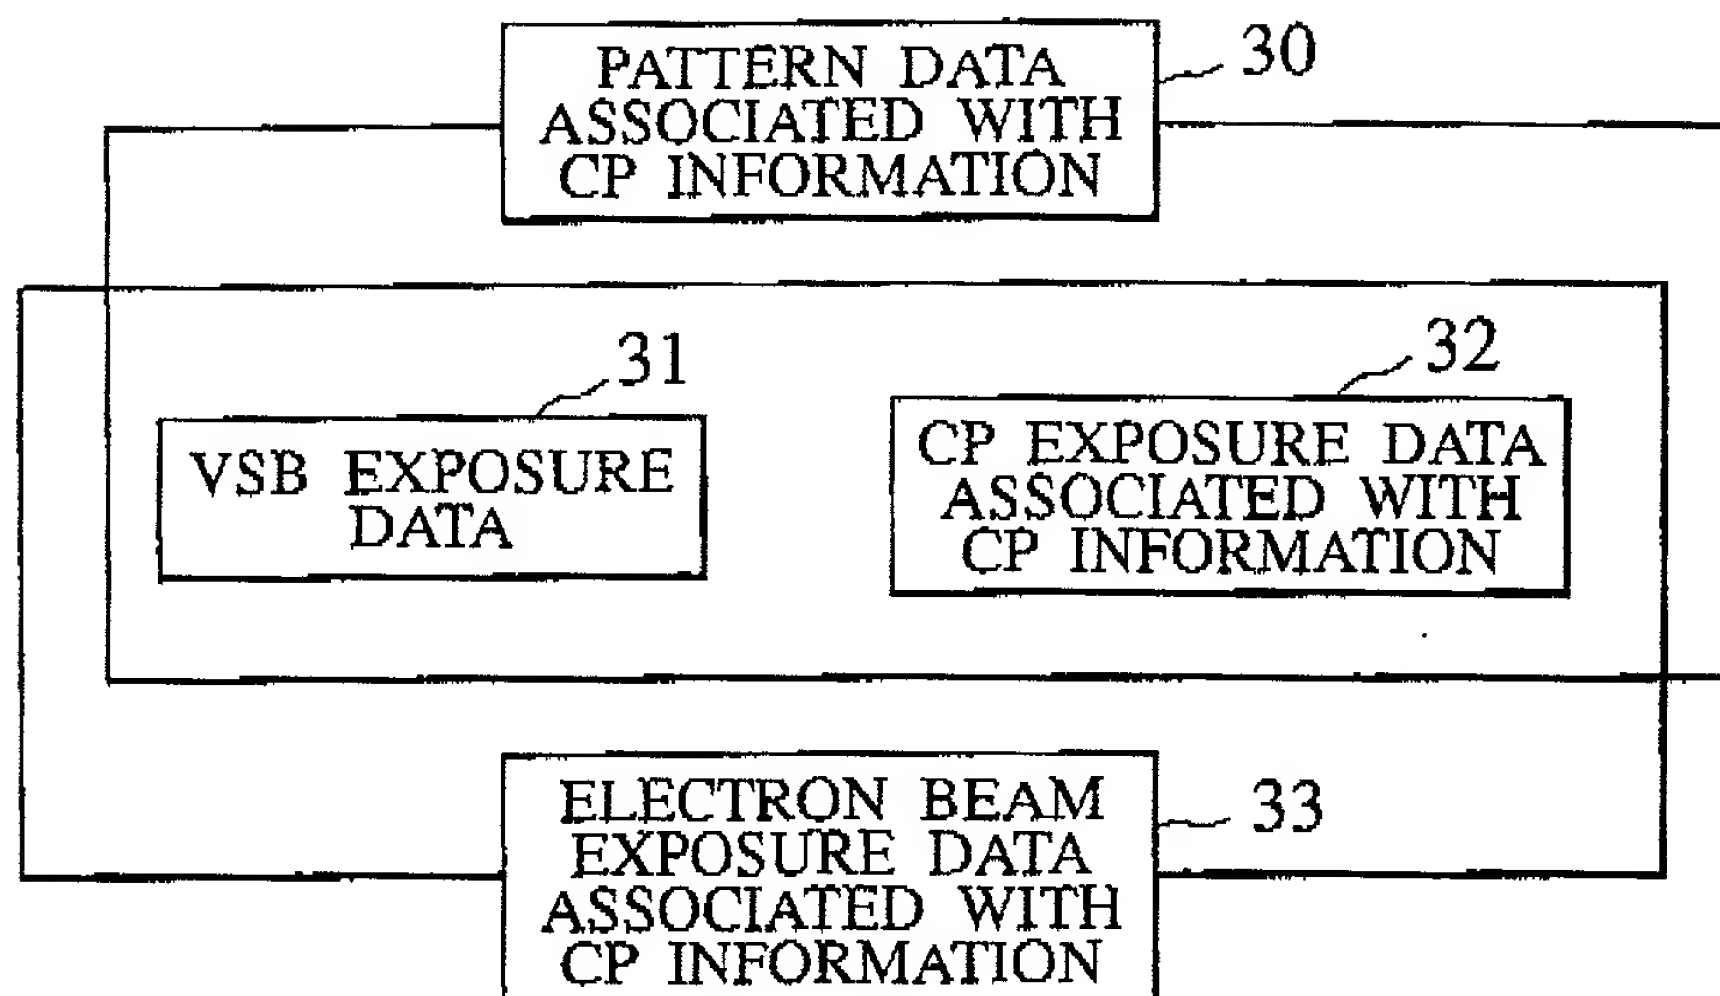 PATTERN DATA
ASSOCIATED WITH
CP INFORMATION
30
31
VSB EXPOSURE
DATA
32
CP EXPOSURE DATA
ASSOCIATED WITH
CP INFORMATION
ELECTRON BEAM
EXPOSURE DATA
ASSOCIATED WITH
CP INFORMATION
33